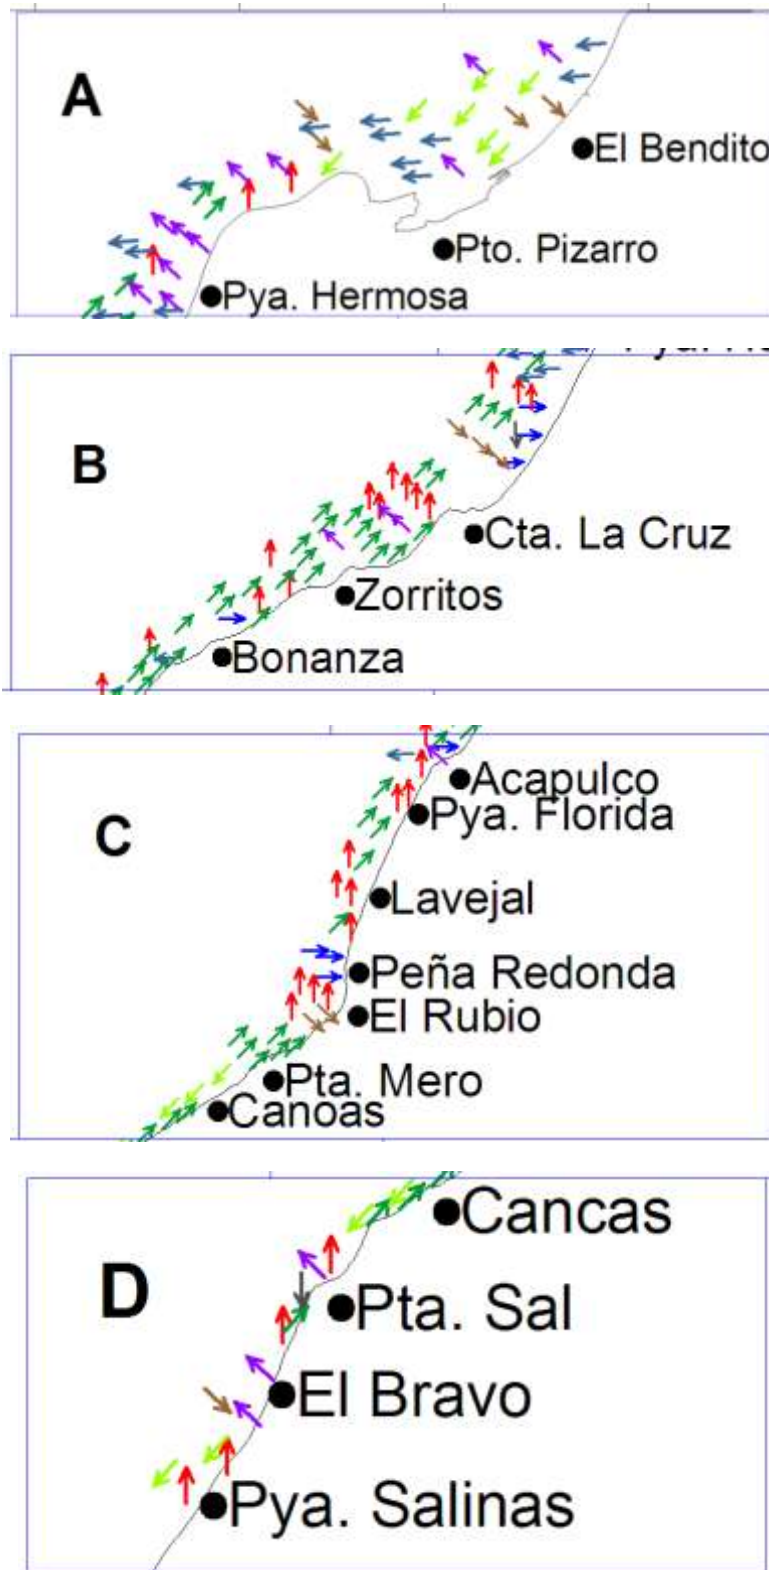 A
El Bendito
Pto. Pizarro
Pya. Hermosa
B
Cta. La Cruz
Zorritos
Bonanza
Acapulco
Pya. Florida
C
Lavejal
Peña Redonda
El Rubio
Pta. Mero
Canoas
Cancas
D
Pta. Sal
El Bravo
Pya. Salinas